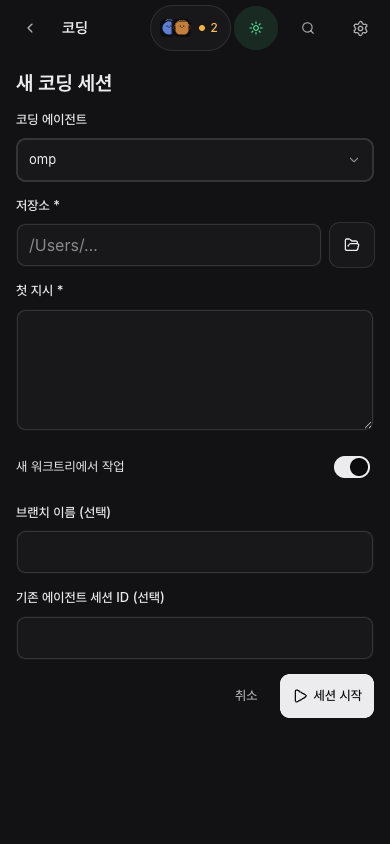 코딩
2
새 코딩 세션
코딩 에이전트
omp
저장소 *
/Users/...
첫 지시 *
새 워크트리에서 작업
브랜치 이름 (선택)
기존 에이전트 세션 ID (선택)
취소
세션 시작